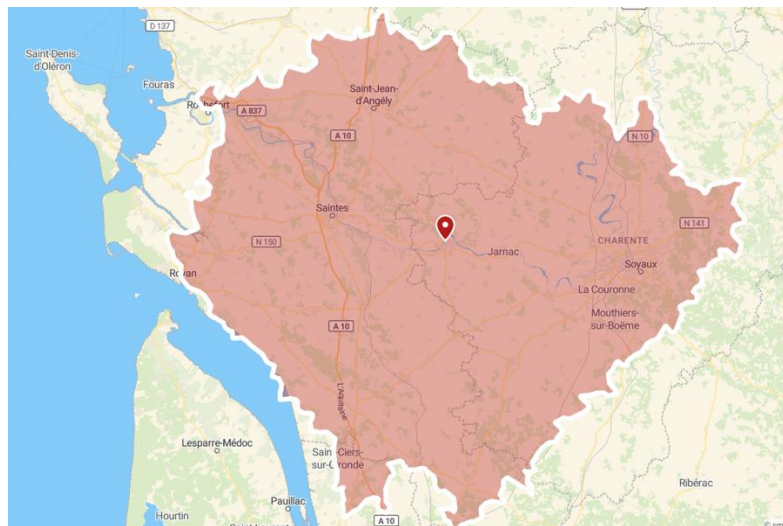 D 137
Saint-Denis-
d'Oléron
Fouras
Rochefort
A 837
Saint-Jean-
d'Angély
A 10
N 10
Saintes
N 150
N 141
CHARENTE
Jarnac
Soyaux
La Couronne
Royan
Mouthiers-
sur-Boëme
A 10
L'Aquitaine
Lesparre-Médoc
Saint-Ciers-
sur-Gironde
Ribérac
Pauillac
Hourtin
A 10